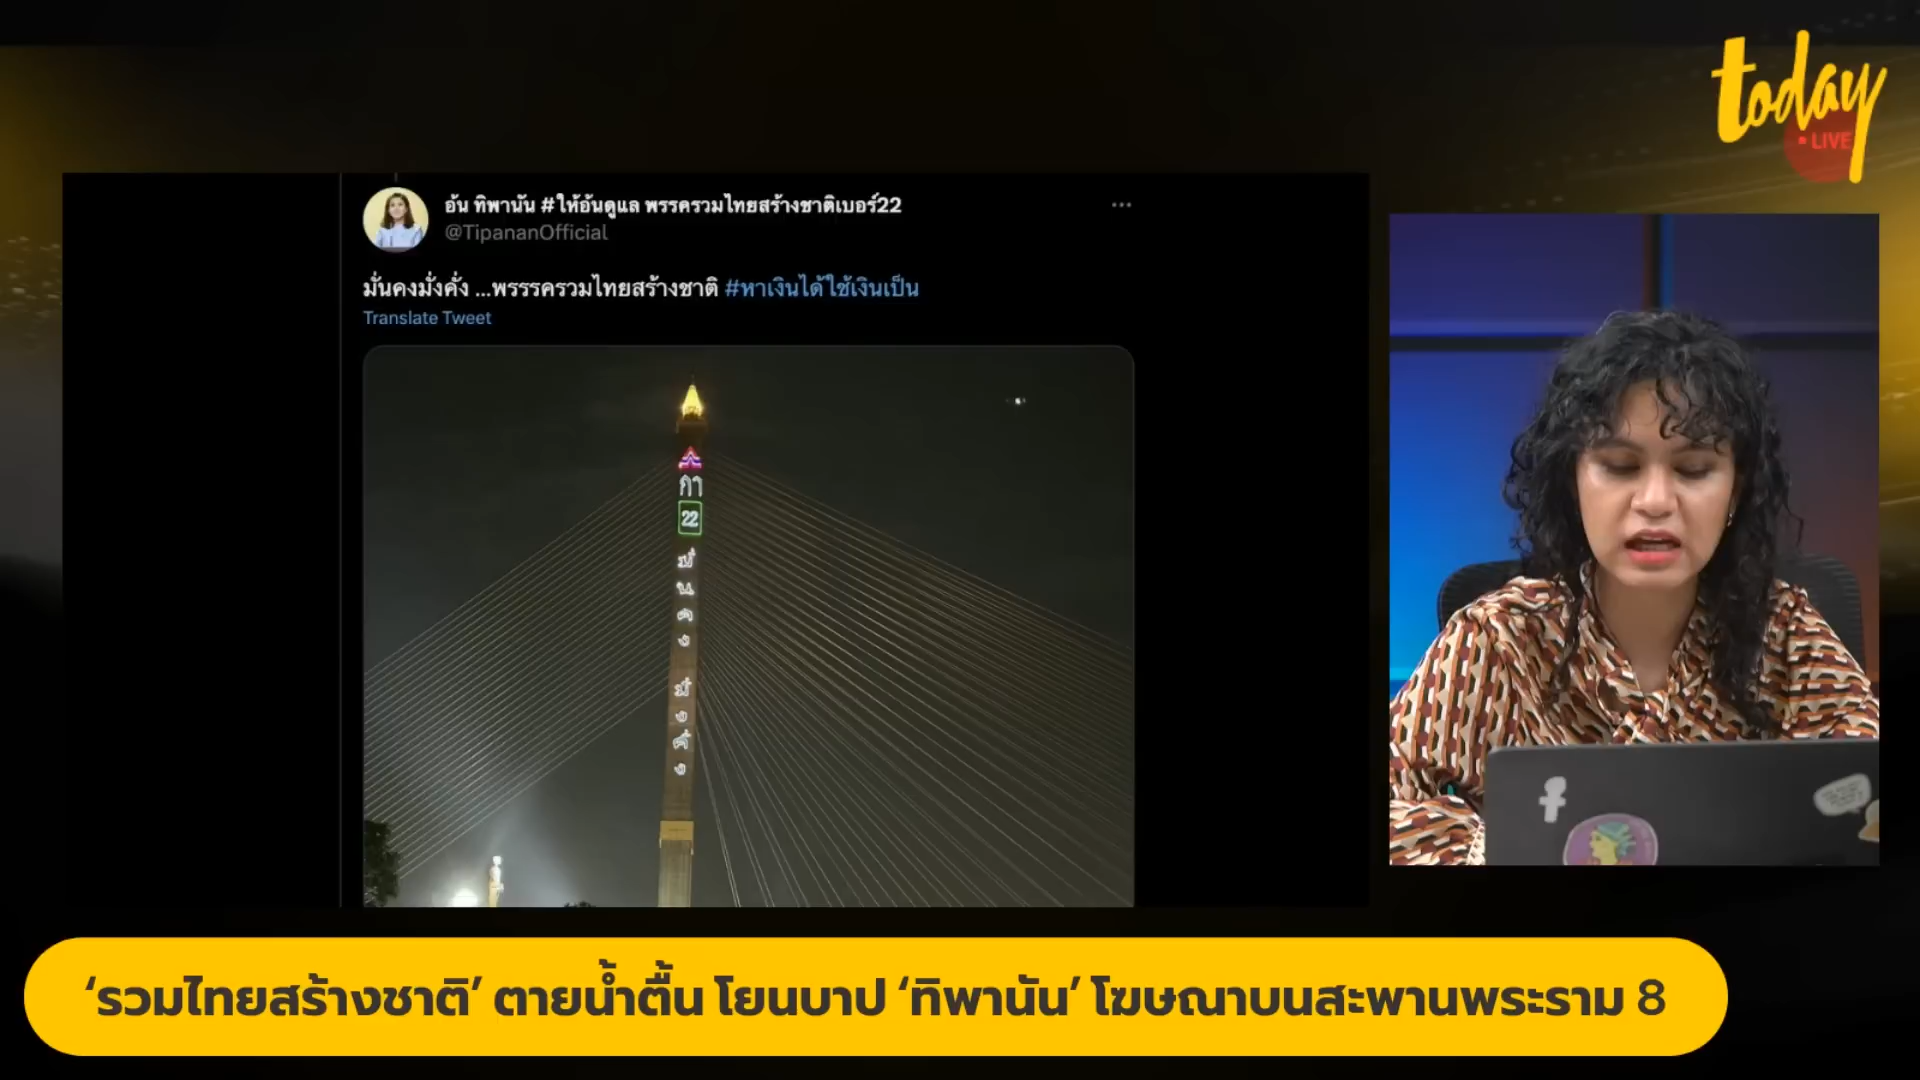 today
LIVE
อ้น ทิพานัน #ให้อ้นดูแล พรรครวมไทยสร้างชาติเบอร์22
@TipananOfficial
มั่นคงมั่งคั่ง ...พรรรครวมไทยสร้างชาติ #หาเงินได้ใช้เงินเป็น
Translate Tweet
กา
22
มั่นคง
มั่งคั่ง
‘รวมไทยสร้างชาติ’ ตายน้ำตื้น โยนบาป ‘ทิพานัน’ โฆษณาบนสะพานพระราม 8